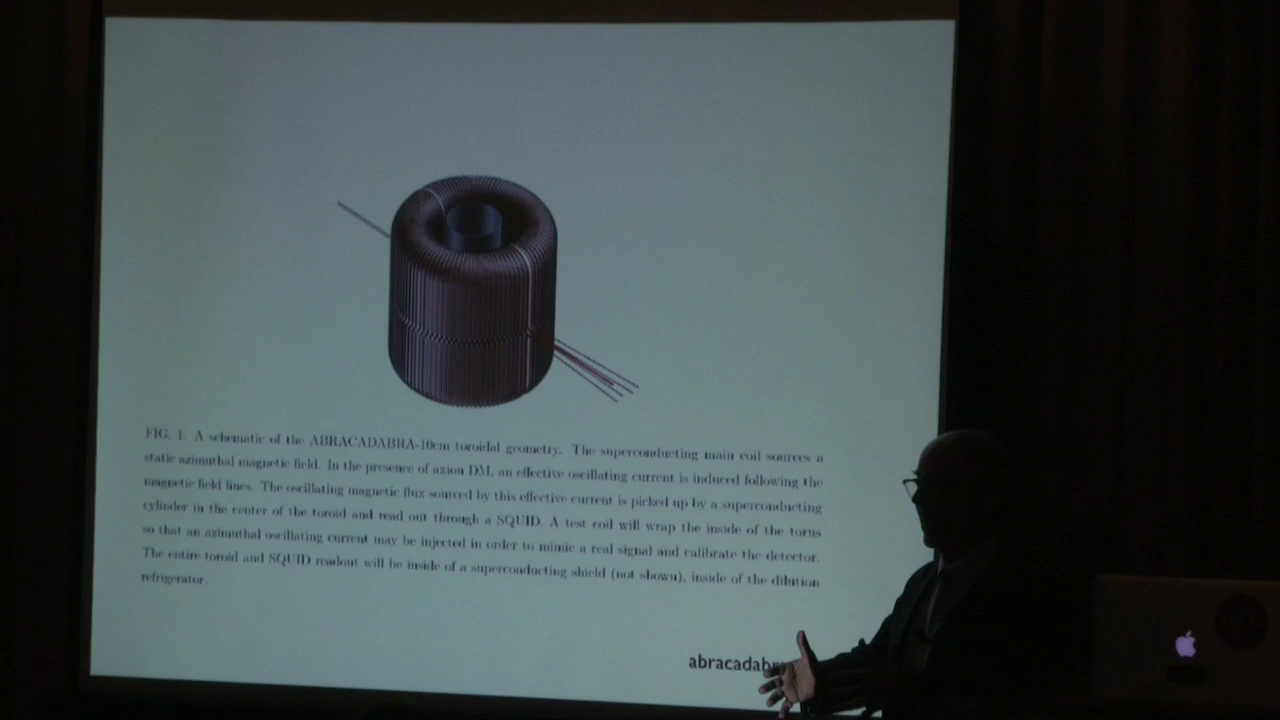 FIG. 1: A schematic of the ABRACADABRA-10cm toroidal geometry. The superconducting main coil sources a
static azimuthal magnetic field. In the presence of axion DM, an effective oscillating current is induced following the
magnetic field lines. The oscillating magnetic flux sourced by this effective current is picked up by a superconducting
cylinder in the center of the toroid and read out through a SQUID. A test coil will wrap the inside of the torus
so that an azimuthal oscillating current may be injected in order to mimic a real signal and calibrate the detector.
The entire toroid and SQUID readout will be inside of a superconducting shield (not shown), inside of the dilution
refrigerator.
abracadab